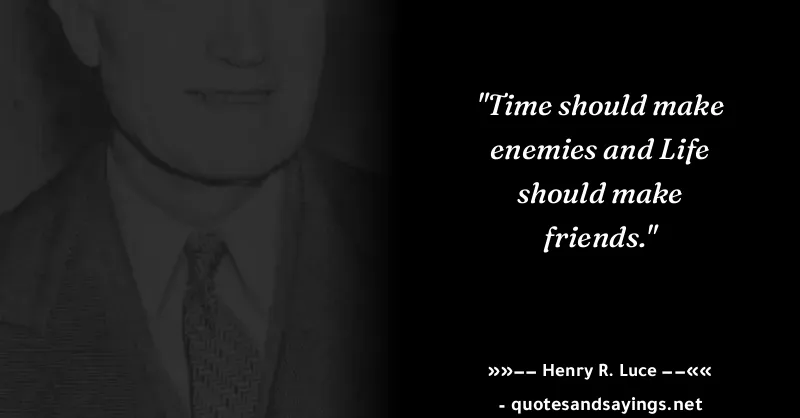 "Time should make
enemies and Life
should make
friends."
»»−− Henry R. Luce −−««
- quotesandsayings.net